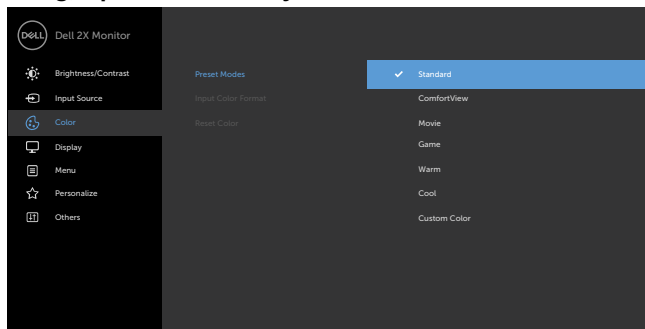 DELL Dell 2X Monitor
Brightness/Contrast
Input Source
Color
Display
Menu
Personalize
Others
Preset Modes
Input Color Format
Reset Color
Standard
ComfortView
Movie
Game
Warm
Cool
Custom Color